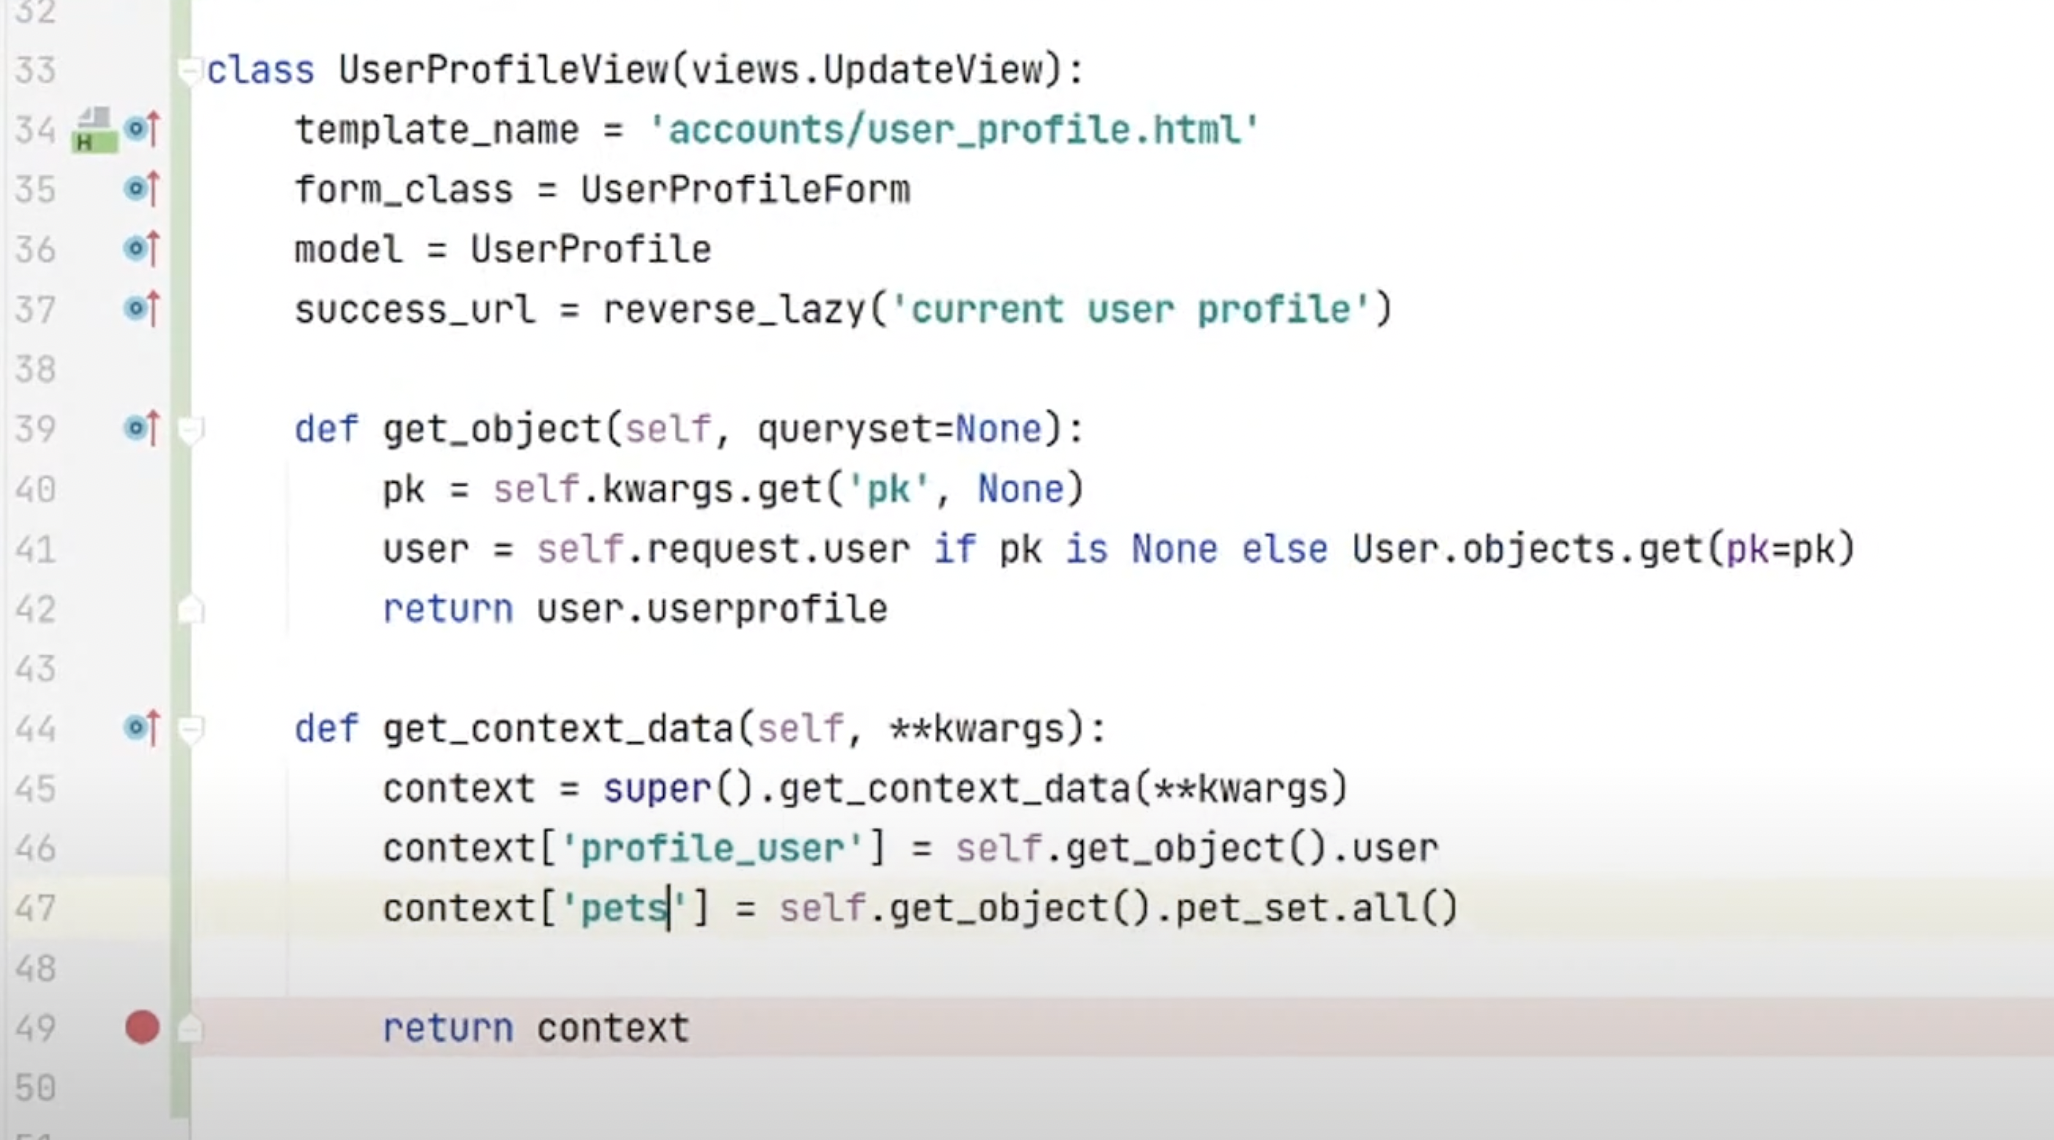 32
33 class UserProfileView(views.UpdateView):
34 H template_name = 'accounts/user_profile.html'
35 form_class = UserProfileForm
36 model = UserProfile
37 success_url = reverse_lazy('current user profile')
38
39 def get_object(self, queryset=None):
40 pk = self.kwargs.get('pk', None)
41 user = self.request.user if pk is None else User.objects.get(pk=pk)
42 return user.userprofile
43
44 def get_context_data(self, **kwargs):
45 context = super().get_context_data(**kwargs)
46 context['profile_user'] = self.get_object().user
47 context['pets'] = self.get_object().pet_set.all()
48
49 return context
50